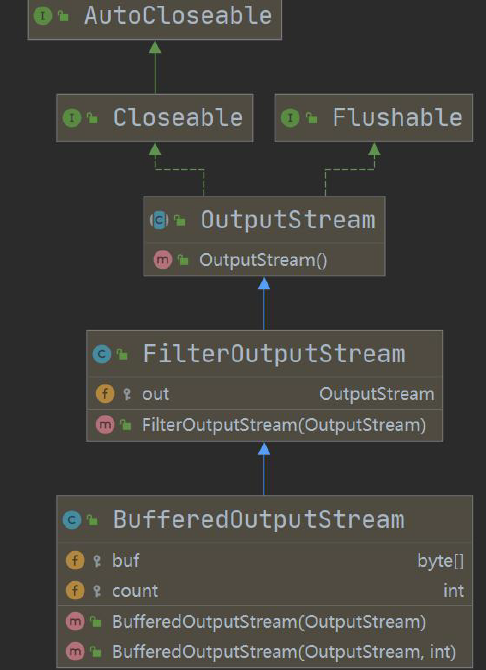 AutoCloseable
Closeable
Flushable
OutputStream
OutputStream()
FilterOutputStream
out OutputStream
FilterOutputStream(OutputStream)
BufferedOutputStream
buf byte[]
count int
BufferedOutputStream(OutputStream)
BufferedOutputStream(OutputStream, int)